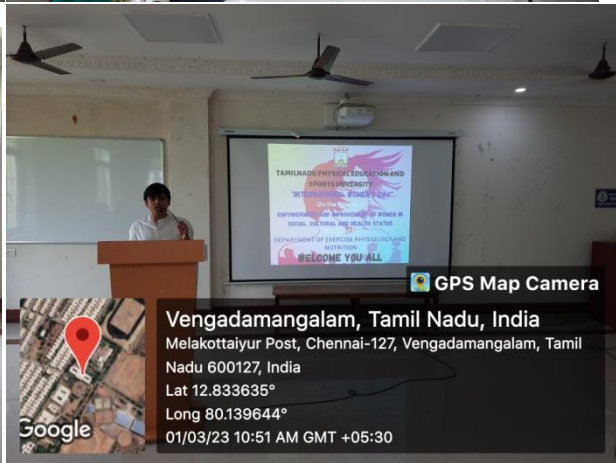 TAMILNADU PHYSICAL EDUCATION AND
SPORTS UNIVERSITY
"INTERNATIONAL WOMEN'S DAY"
On the
EMPOWERMENT AND IMPROVEMENT OF WOMEN IN
SOCIAL, CULTURAL AND HEALTH STATUS
DEPARTMENT OF EXERCISE PHYSIOLOGY AND
NUTRITION
WELCOME YOU ALL
GPS Map Camera
Vengadamangalam, Tamil Nadu, India
Melakottaiyur Post, Chennai-127, Vengadamangalam, Tamil
Nadu 600127, India
Lat 12.833635°
Long 80.139644°
01/03/23 10:51 AM GMT +05:30
Google